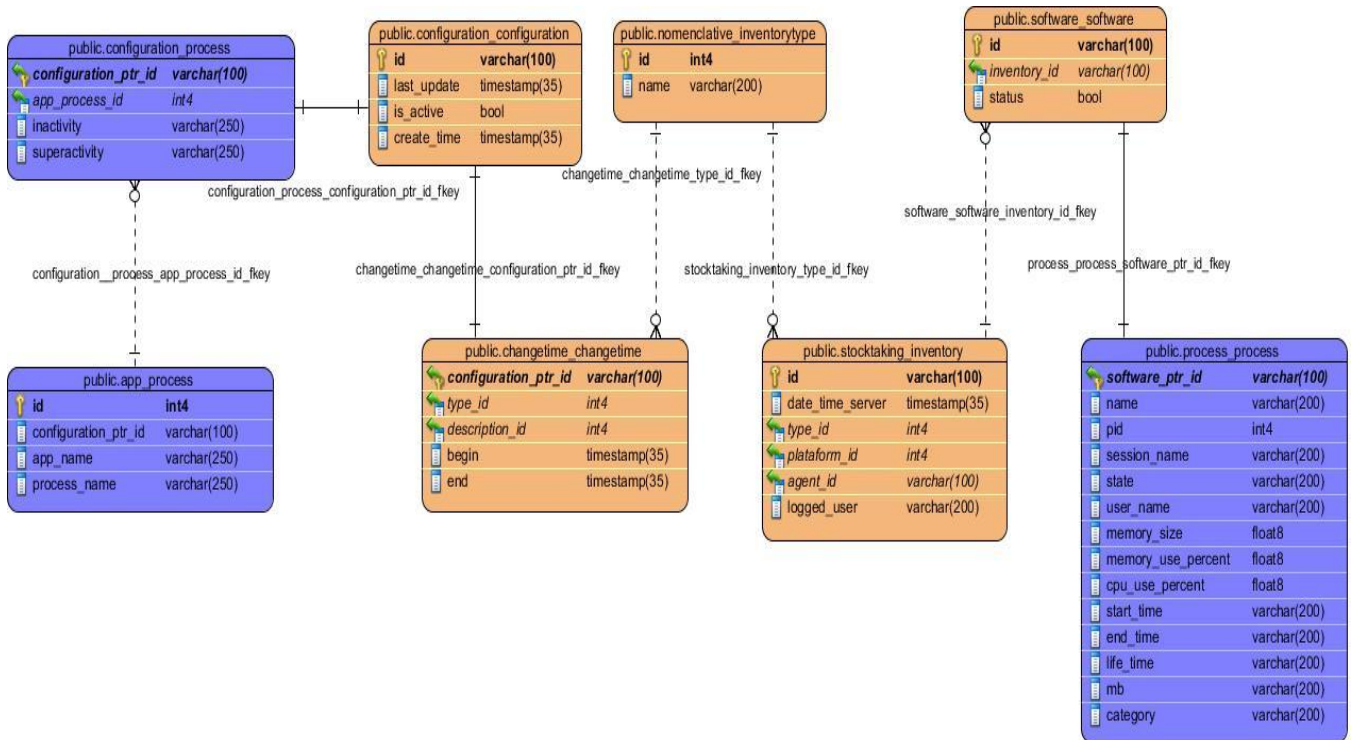 public.configuration_process
configuration_ptr_id varchar(100)
app_process_id int4
inactivity varchar(250)
superactivity varchar(250)
public.configuration_configuration
id varchar(100)
last_update timestamp(35)
is_active bool
create_time timestamp(35)
public.nomenclative_inventorytype
id int4
name varchar(200)
public.software_software
id varchar(100)
inventory_id varchar(100)
status bool
configuration_process_configuration_ptr_id_fkey
changetime_changetime_type_id_fkey
software_software_inventory_id_fkey
configuration__process_app_process_id_fkey
changetime_changetime_configuration_ptr_id_fkey
stocktaking_inventory_type_id_fkey
process_process_software_ptr_id_fkey
public.app_process
id int4
configuration_ptr_id varchar(100)
app_name varchar(250)
process_name varchar(250)
public.changetime_changetime
configuration_ptr_id varchar(100)
type_id int4
description_id int4
begin timestamp(35)
end timestamp(35)
public.stocktaking_inventory
id varchar(100)
date_time_server timestamp(35)
type_id int4
plataform_id int4
agent_id varchar(100)
logged_user varchar(200)
public.process_process
software_ptr_id varchar(100)
name varchar(200)
pid int4
session_name varchar(200)
state varchar(200)
user_name varchar(200)
memory_size float8
memory_use_percent float8
cpu_use_percent float8
start_time varchar(200)
end_time varchar(200)
life_time varchar(200)
mb varchar(200)
category varchar(200)